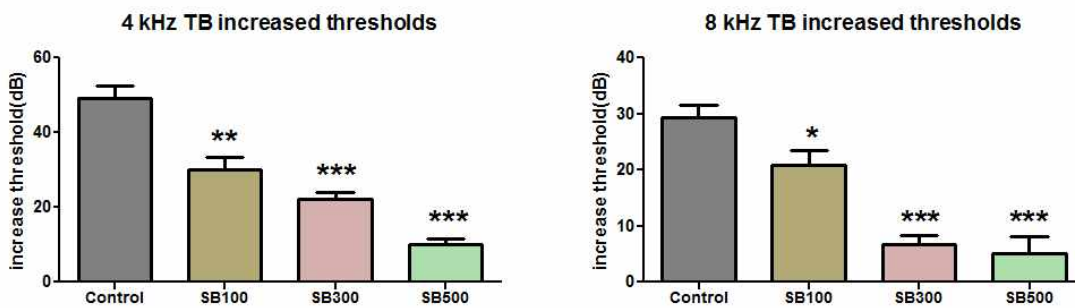 4 kHz TB increased thresholds
increase threshold(dB)
60
40
20
0
**
***
***
Control SB100 SB300 SB500
8 kHz TB increased thresholds
increase threshold(dB)
40
30
20
10
0
*
***
***
Control SB100 SB300 SB500